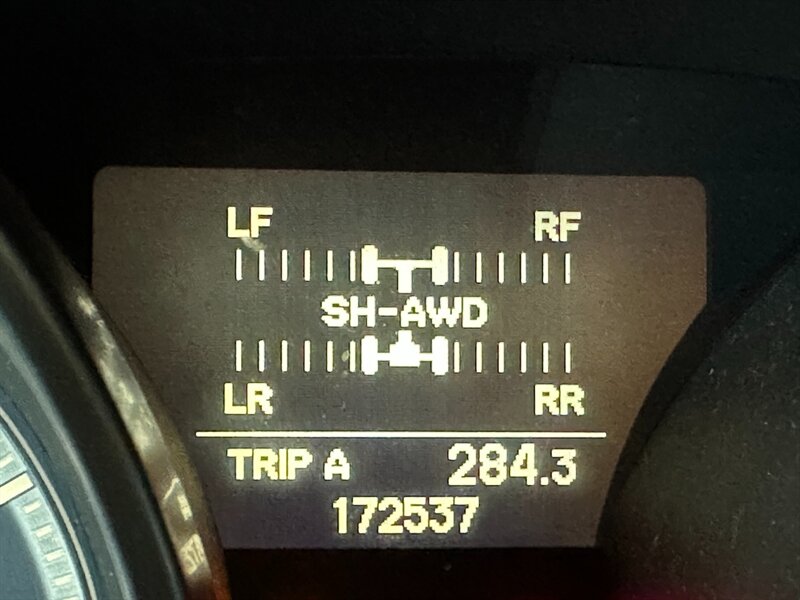 LF RF
SH-AWD
LR RR
TRIP A 284.3
172537